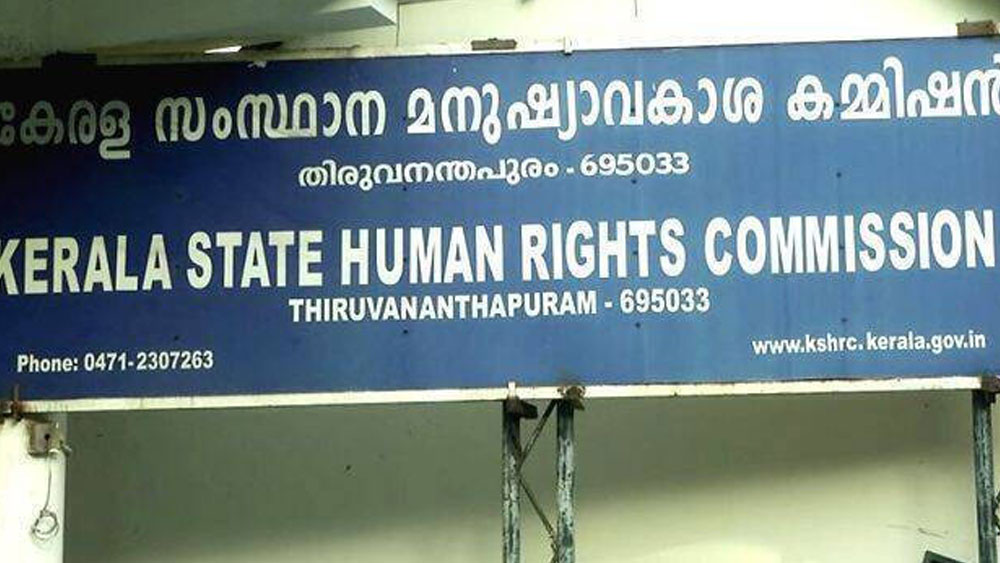 കേരള സംസ്ഥാന മനുഷ്യാവകാശ കമ്മിഷൻ
തിരുവനന്തപുരം - 695033
KERALA STATE HUMAN RIGHTS COMMISSION
THIRUVANANTHAPURAM - 695033
Phone: 0471-2307263
www.kshrc.kerala.gov.in